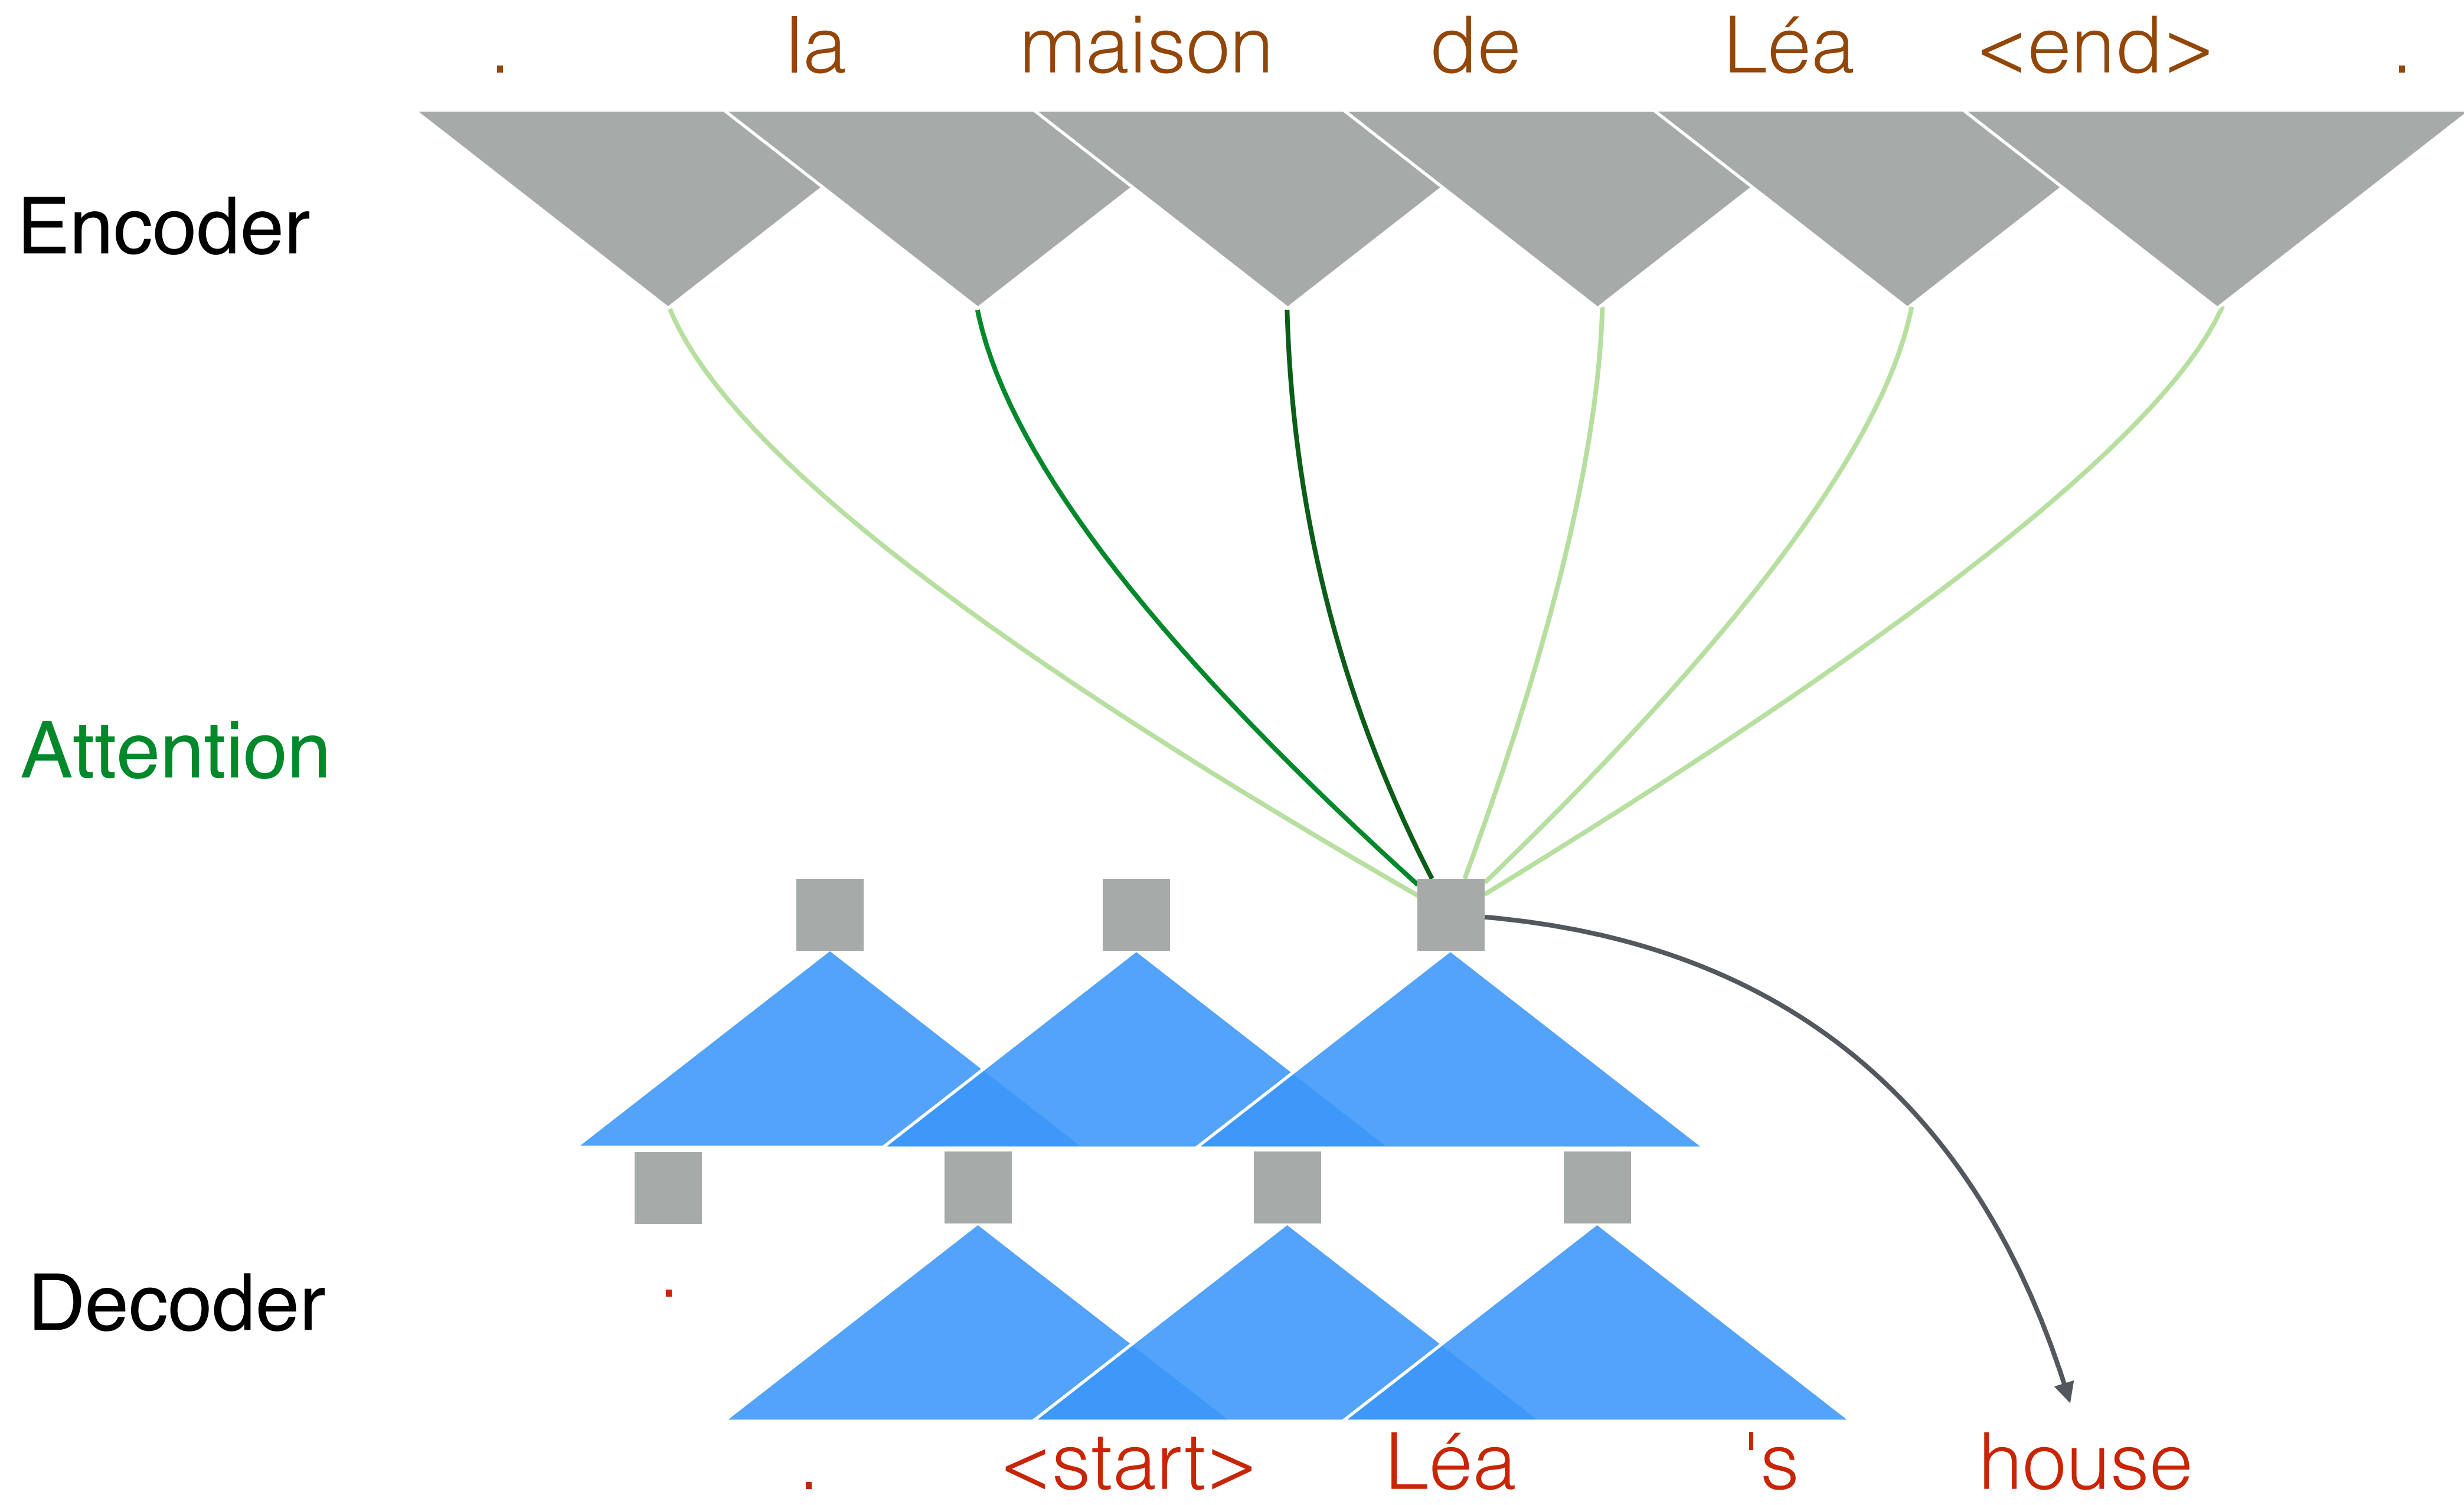 . la maison de Léa <end> .
Encoder
Attention
Decoder
.
. <start> Léa 's house